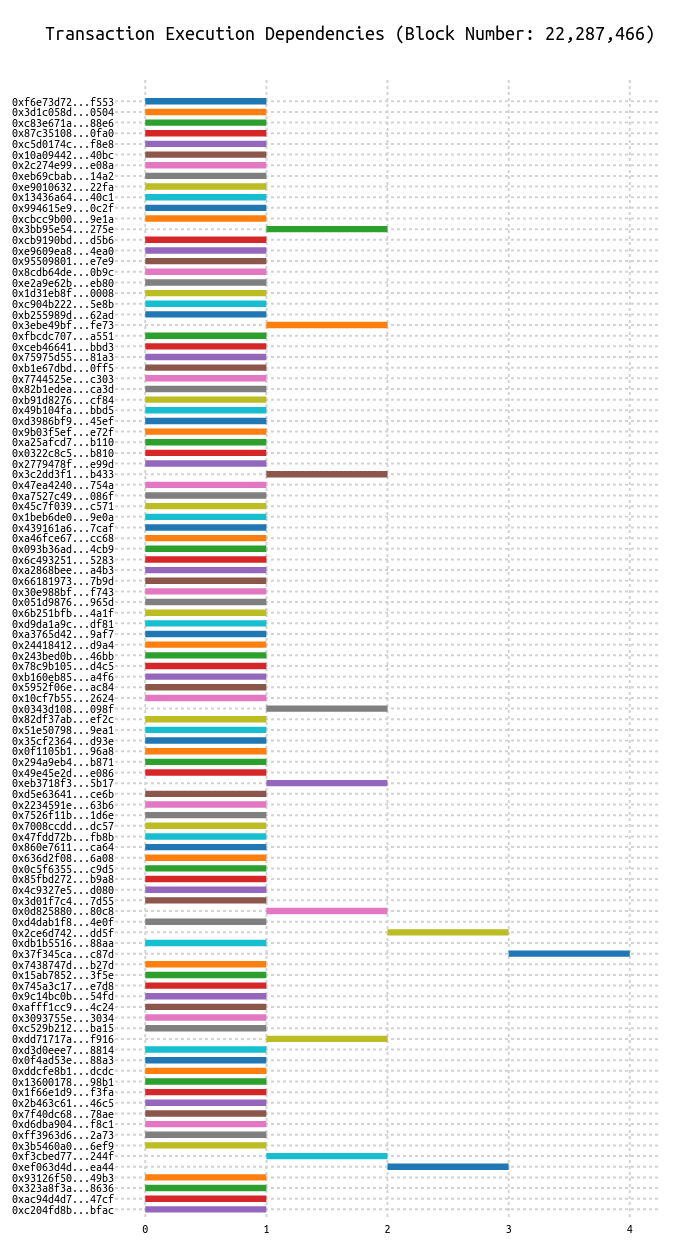 Transaction Execution Dependencies (Block Number: 22,287,466)
0xf6e73d72...f553
0x3d1c058d...0504
0xc83e671a...88e6
0x87c35108...0fa0
0xc5d0174c...f8e8
0x10a09442...40bc
0x2c274e99...e08a
0xeb69cbab...14a2
0xe9010632...22fa
0x13436a64...40c1
0x994615e9...0c2f
0xcbcc9b00...9e1a
0x3bb95e54...275e
0xcb9190bd...d5b6
0xe9609ea8...4ea0
0x95509801...e7e9
0x8cdb64de...0b9c
0xe2a9e62b...eb80
0x1d31eb8f...0008
0xc904b222...5e8b
0xb255989d...62ad
0x3ebe49bf...fe73
0xfbcdc707...a551
0xceb46641...bbd3
0x75975d55...81a3
0xb1e67dbd...0ff5
0x7744525e...c303
0x82b1edea...ca3d
0xb91d8276...cf84
0x49b104fa...bbd5
0xd3986bf9...45ef
0x9b03f5ef...e72f
0xa25afcd7...b110
0x0322c8c5...b810
0x2779478f...e99d
0x3c2dd3f1...b433
0x47ea4240...754a
0xa7527c49...086f
0x45c7f039...c571
0x1beb6de0...9e0a
0x439161a6...7caf
0xa46fce67...cc68
0x093b36ad...4cb9
0x6c493251...5283
0xa2868bee...a4b3
0x66181973...7b9d
0x30e988bf...f743
0x051d9876...965d
0x6b251bfb...4a1f
0xd9da1a9c...df81
0xa3765d42...9af7
0x24418412...d9a4
0x243bed0b...46bb
0x78c9b105...d4c5
0xb160eb85...a4f6
0x5952f06e...ac84
0x10cf7b55...2624
0x0343d108...098f
0x82df37ab...ef2c
0x51e50798...9ea1
0x35cf2364...d93e
0x0f1105b1...96a8
0x294a9eb4...b871
0x49e45e2d...e086
0xeb3718f3...5b17
0xd5e63641...ce6b
0x2234591e...63b6
0x7526f11b...1d6e
0x7008ccdd...dc57
0x47fdd72b...fb8b
0x860e7611...ca64
0x636d2f08...6a08
0x0c5f6355...c9d5
0x85fbd272...b9a8
0x4c9327e5...d080
0x3d01f7c4...7d55
0x0d825880...80c8
0xd4dab1f8...4e0f
0x2ce6d742...dd5f
0xdb1b5516...88aa
0x37f345ca...c87d
0x7438747d...b27d
0x15ab7852...3f5e
0x745a3c17...e7d8
0x9c14bc0b...54fd
0xafff1cc9...4c24
0x3093755e...3034
0xc529b212...ba15
0xdd71717a...f916
0xd3d0eee7...8814
0x0f4ad53e...88a3
0xddcfe8b1...dcdc
0x13600178...98b1
0x1f66e1d9...f3fa
0x2b463c61...46c5
0x7f40dc68...78ae
0xd6dba904...f8c1
0xff3963d6...2a73
0x3b5460a0...6ef9
0xf3cbed77...244f
0xef063d4d...ea44
0x93126f50...49b3
0x323a8f3a...8636
0xac94d4d7...47cf
0xc204fd8b...bfac
0 1 2 3 4